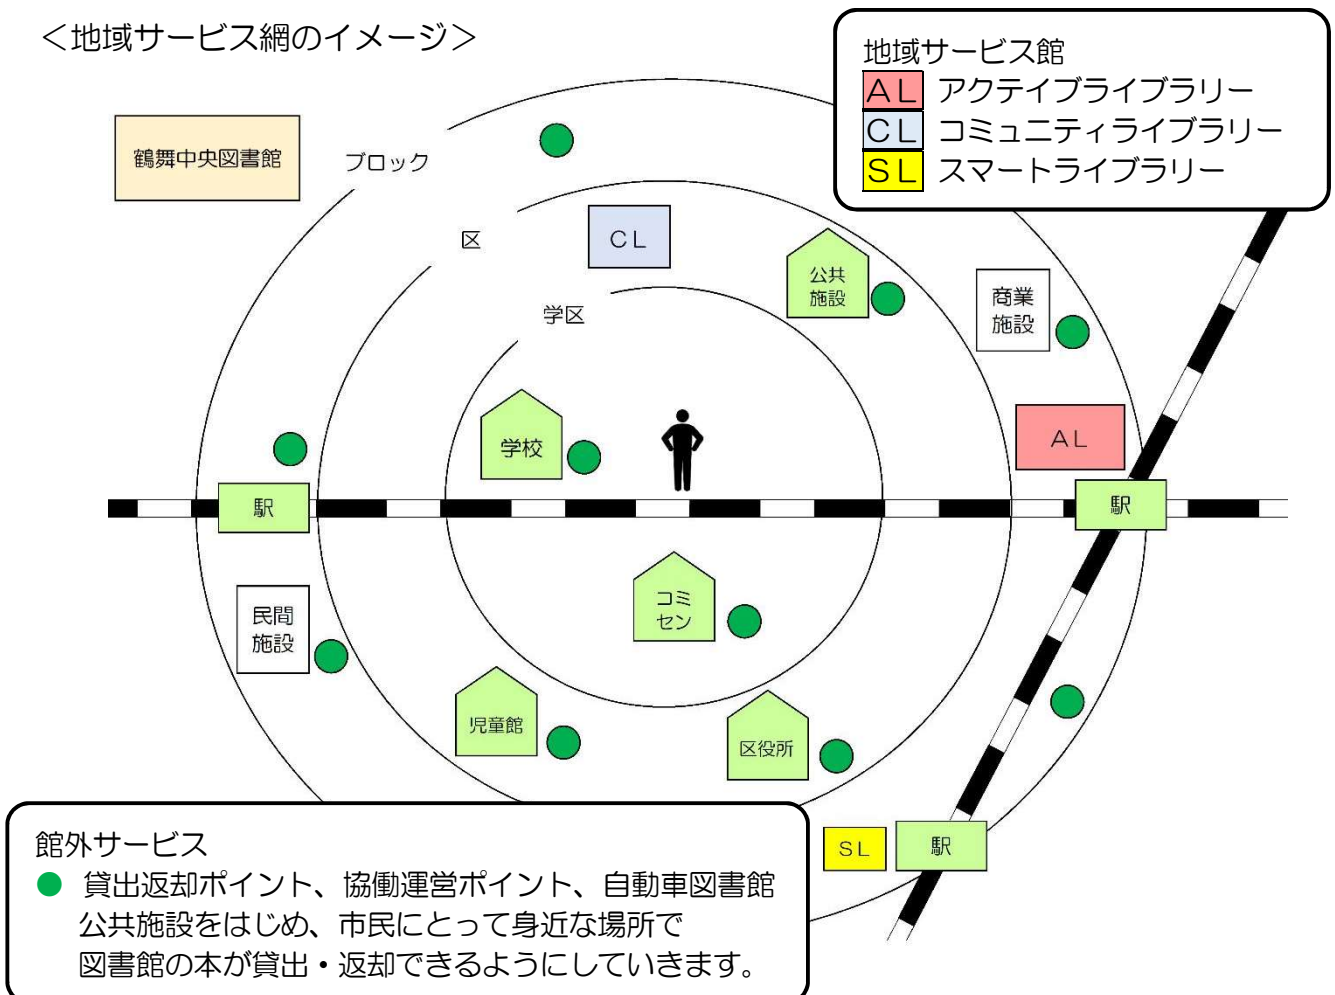 ＜地域サービス網のイメージ＞
地域サービス館
ＡＬ アクテイブライブラリー
ＣＬ コミュニティライブラリー
ＳＬ スマートライブラリー
鶴舞中央図書館
ブロック
区
ＣＬ
公共
施設
商業
施設
学区
学校
ＡＬ
駅
駅
民間
施設
コミ
セン
児童館
区役所
ＳＬ
駅
館外サービス
● 貸出返却ポイント、協働運営ポイント、自動車図書館
公共施設をはじめ、市民にとって身近な場所で
図書館の本が貸出・返却できるようにしていきます。